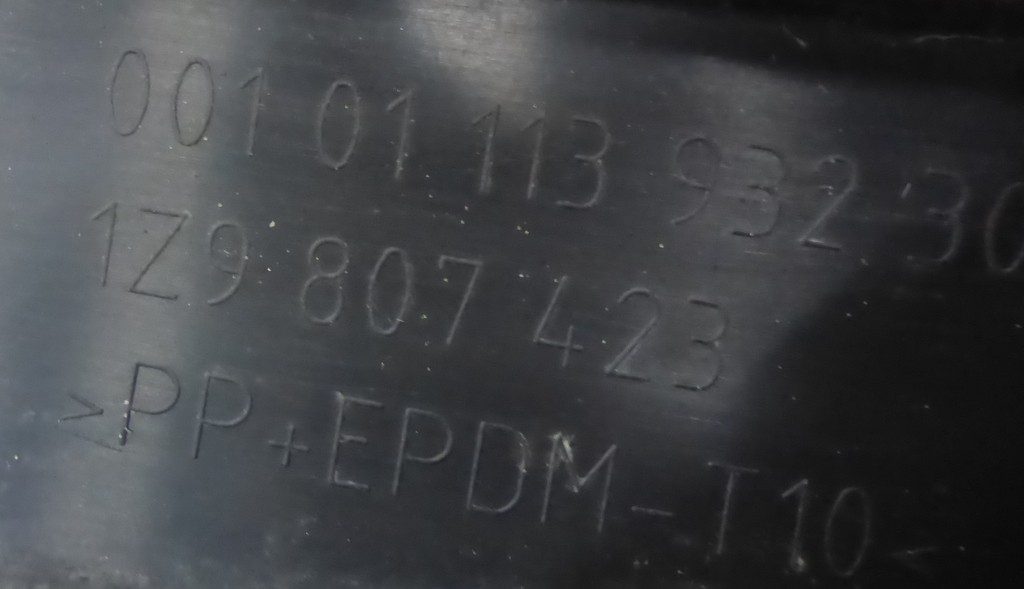 001 01 113 932 30
1Z9 807 423
>PP+EPDM-T10<